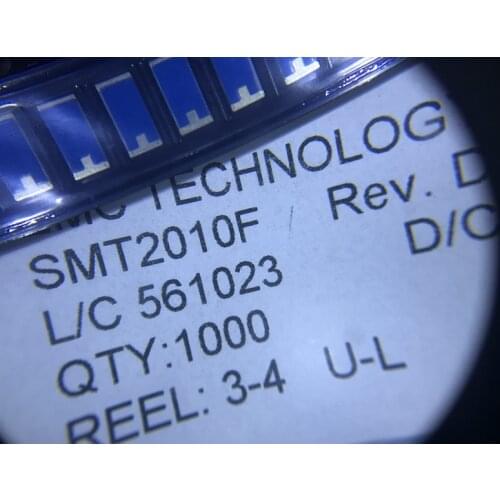 TECHNOLOG
SMT2010F Rev. D
L/C 561023 D/C
QTY:1000
REEL: 3-4 U-L